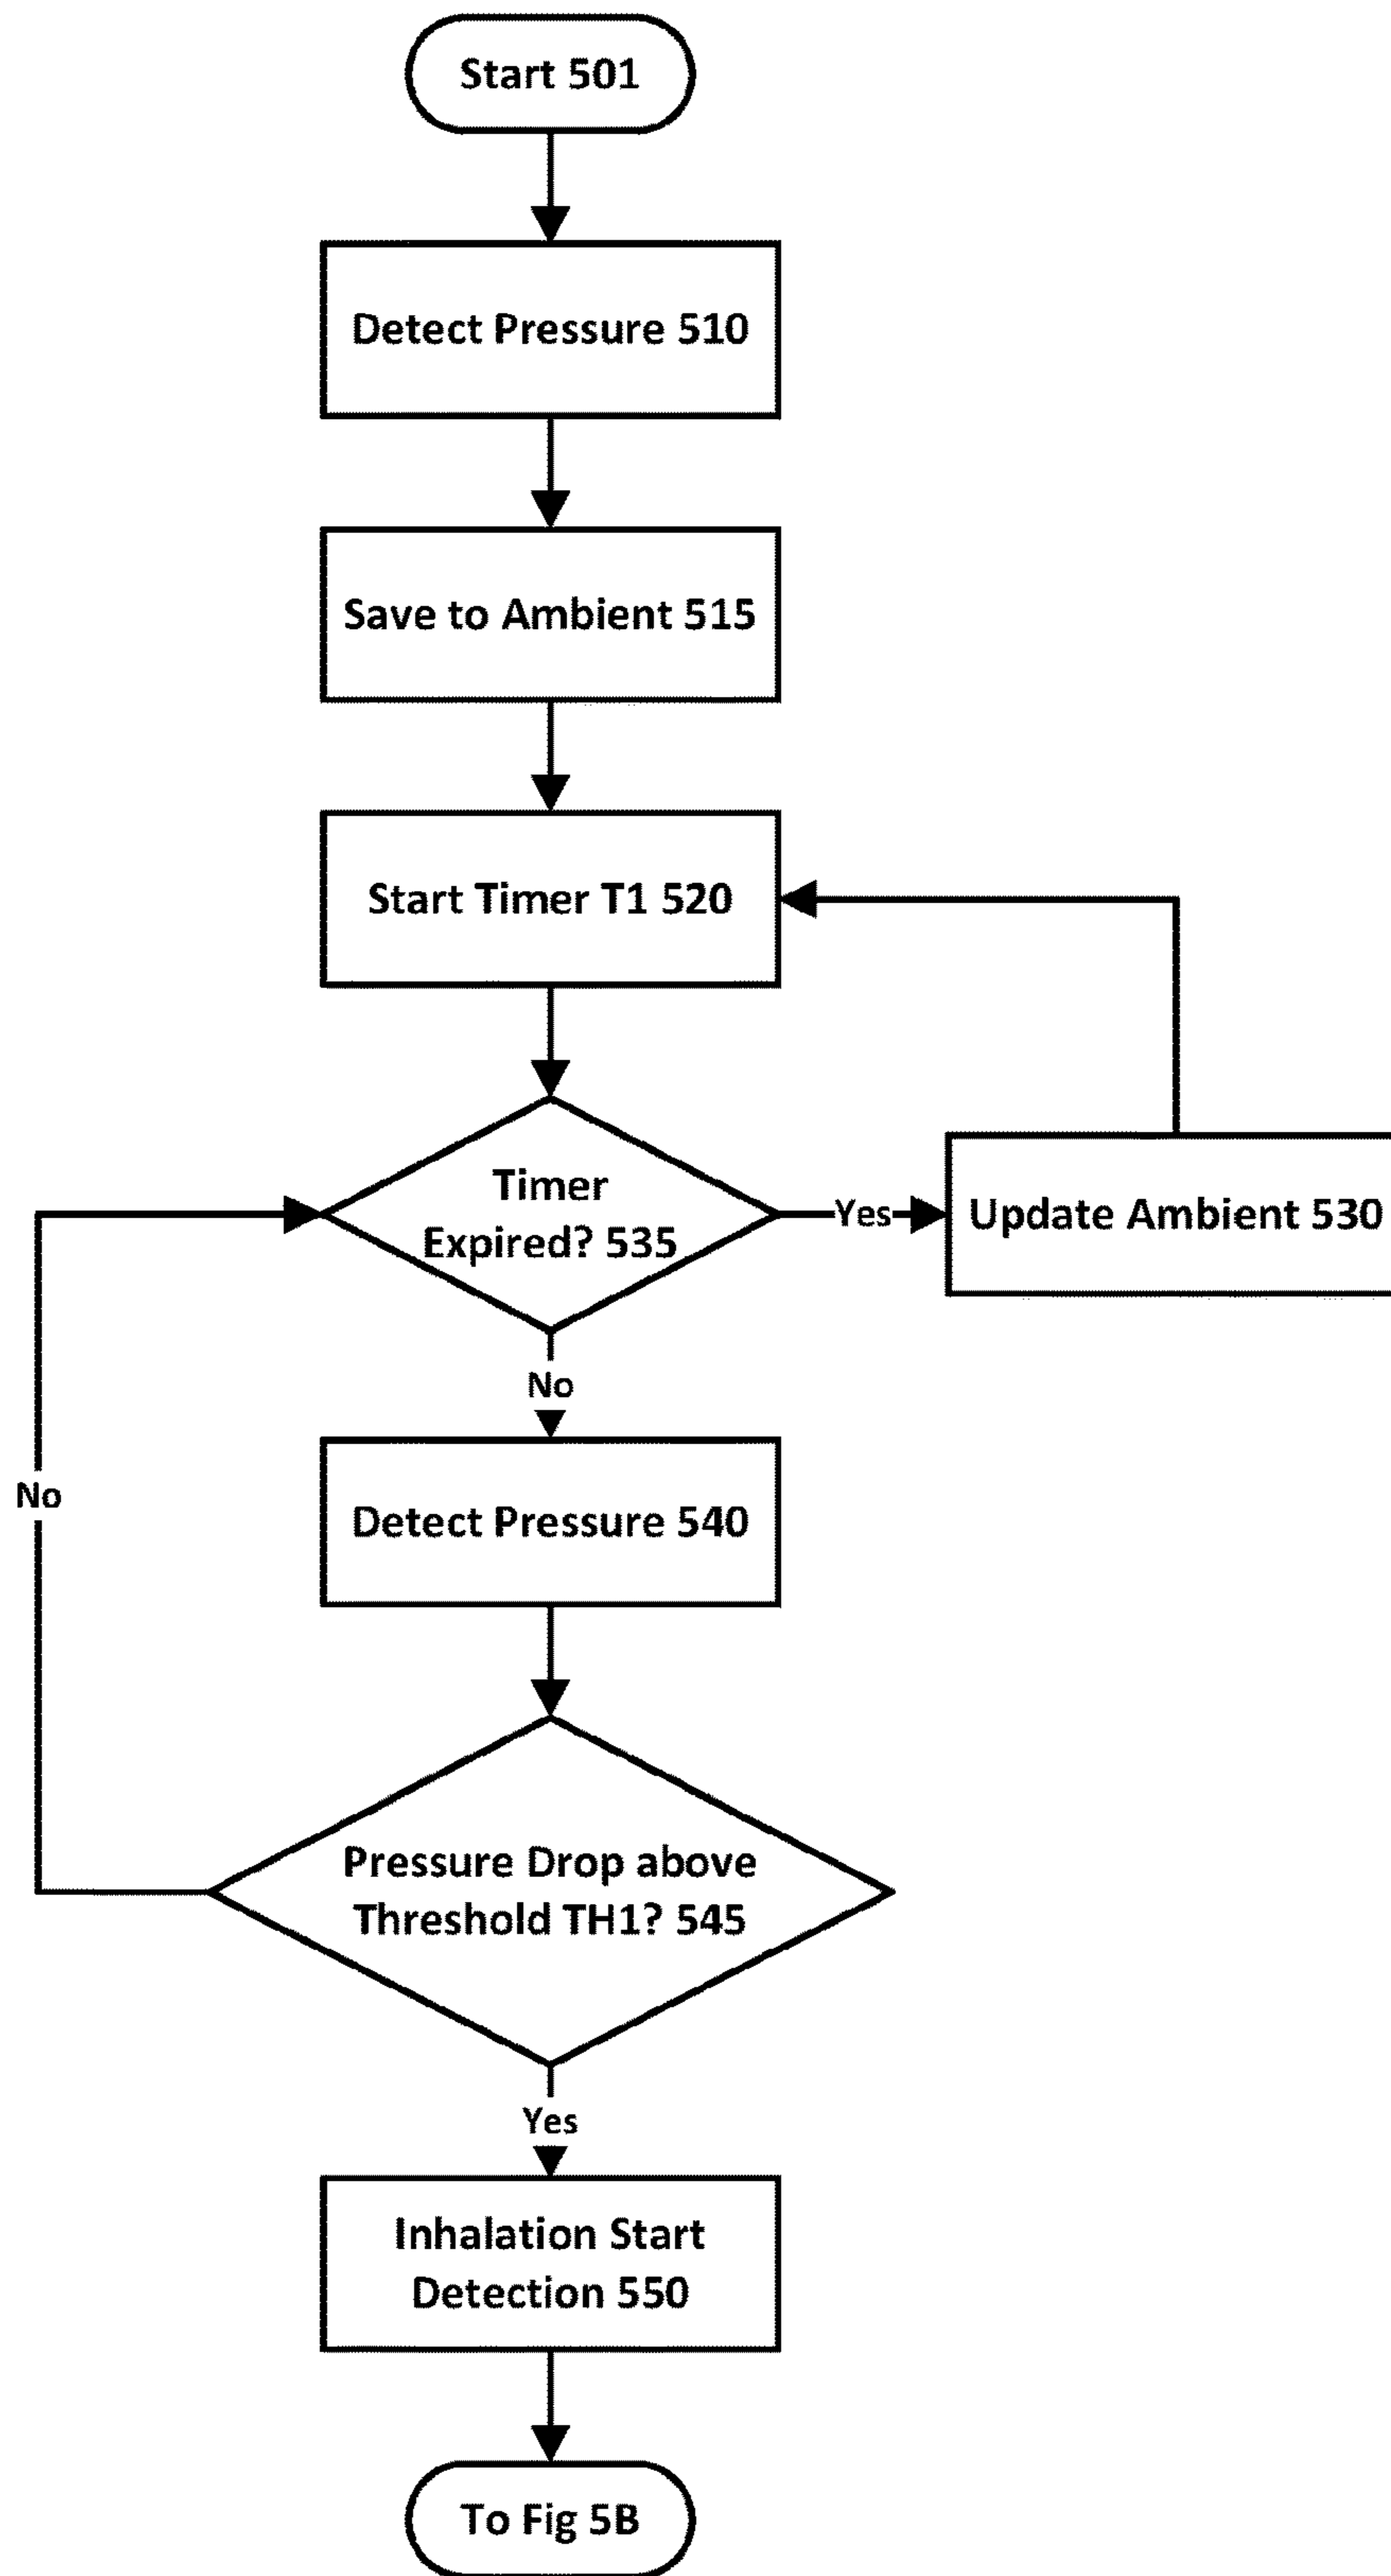 Start 501
Detect Pressure 510
Save to Ambient 515
Start Timer T1 520
Timer
Expired? 535
Yes
Update Ambient 530
No
Detect Pressure 540
No
Pressure Drop above
Threshold TH1? 545
Yes
Inhalation Start
Detection 550
To Fig 5B